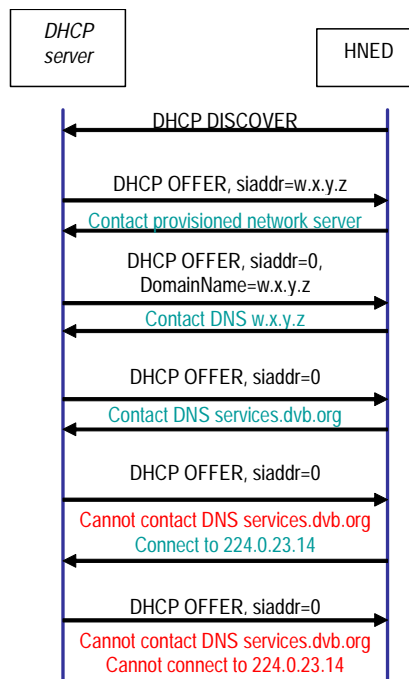 DHCP
server
HNED
DHCP DISCOVER
DHCP OFFER, siaddr=w.x.y.z
Contact provisioned network server
DHCP OFFER, siaddr=0,
DomainName=w.x.y.z
Contact DNS w.x.y.z
DHCP OFFER, siaddr=0
Contact DNS services.dvb.org
DHCP OFFER, siaddr=0
Cannot contact DNS services.dvb.org
Connect to 224.0.23.14
DHCP OFFER, siaddr=0
Cannot contact DNS services.dvb.org
Cannot connect to 224.0.23.14